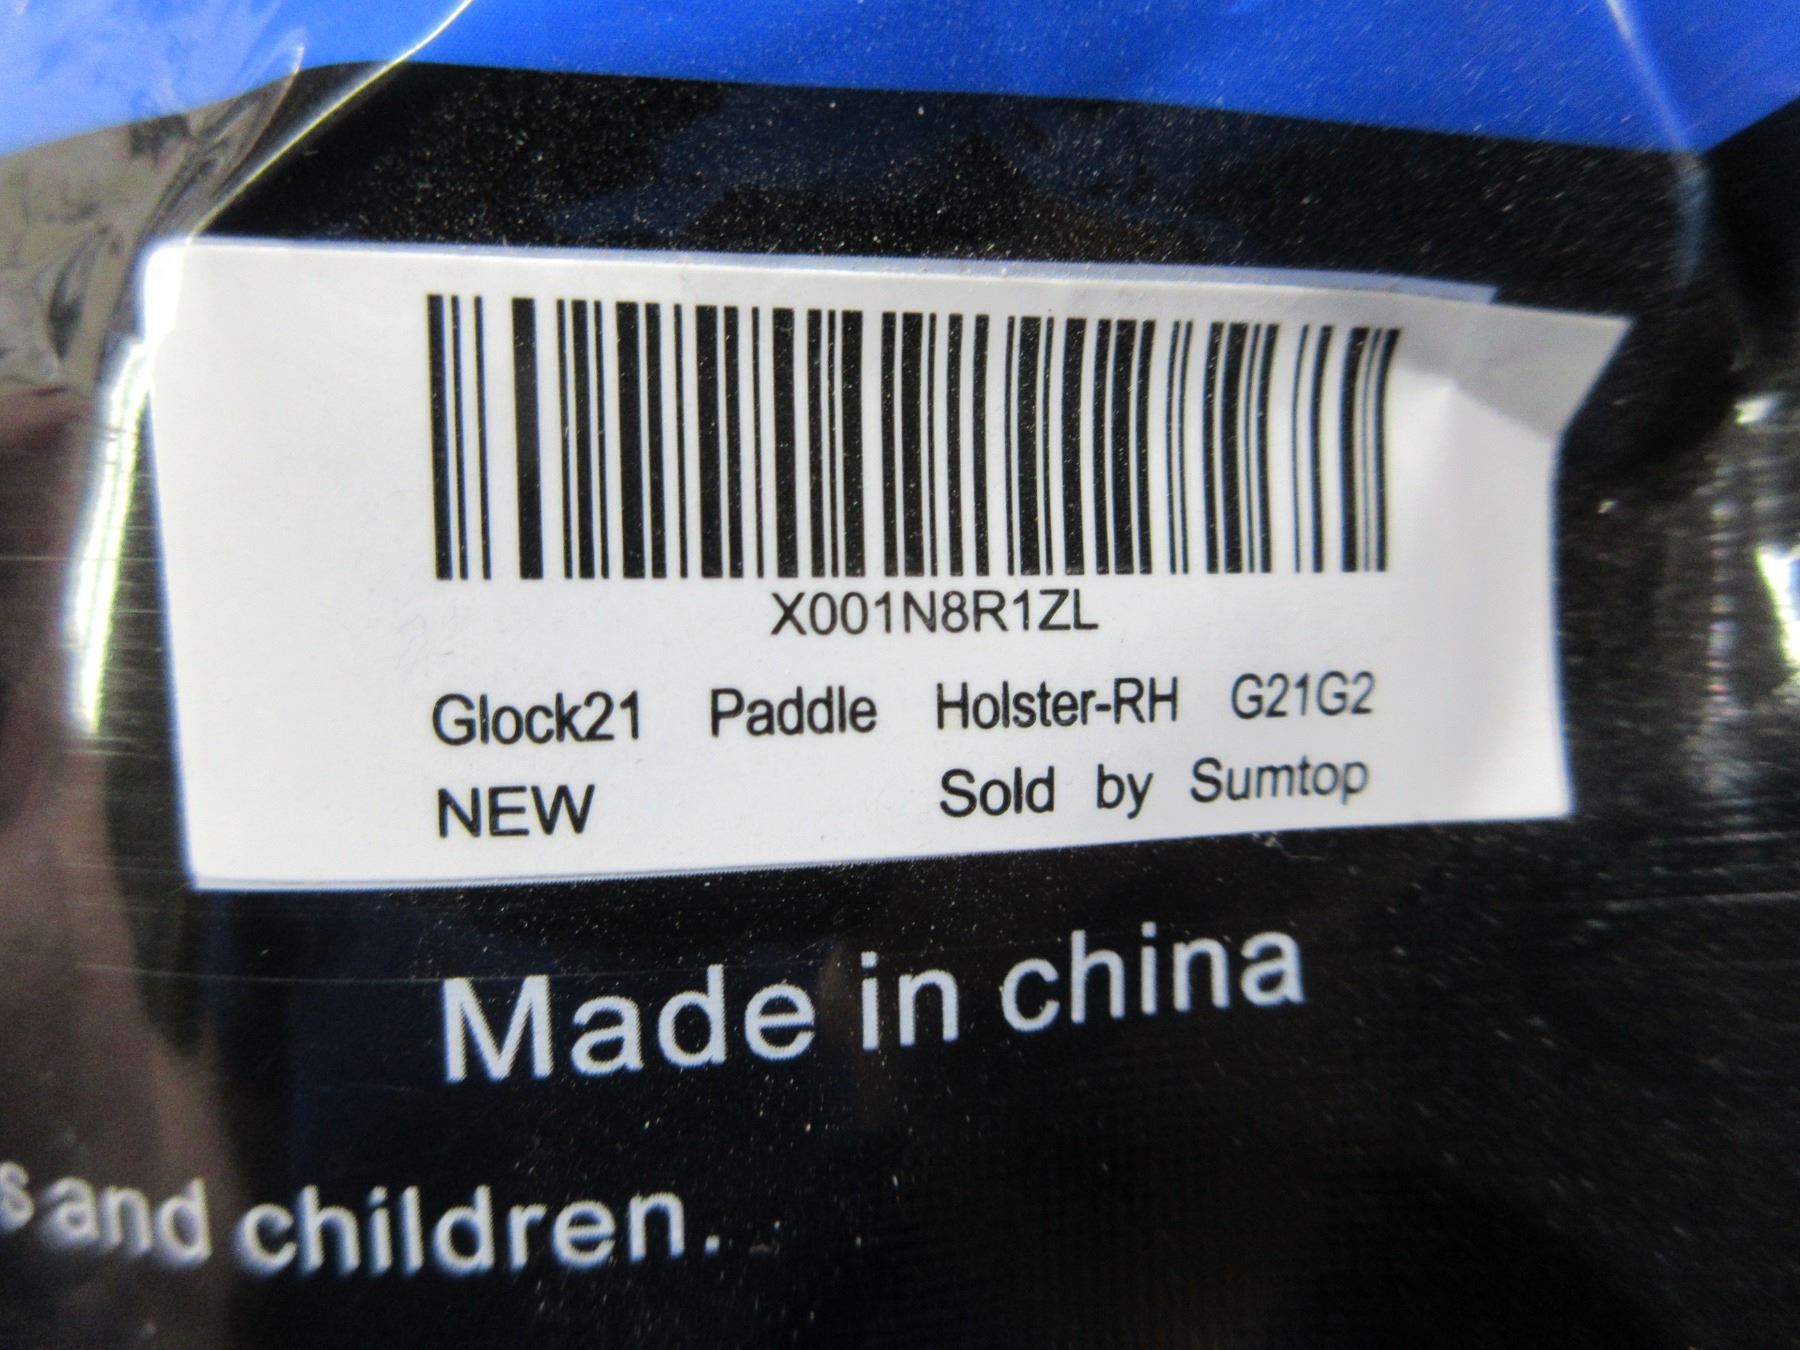 X001N8R1ZL
Glock21 Paddle Holster-RH G21G2
NEW Sold by Sumtop
Made in china
and children.